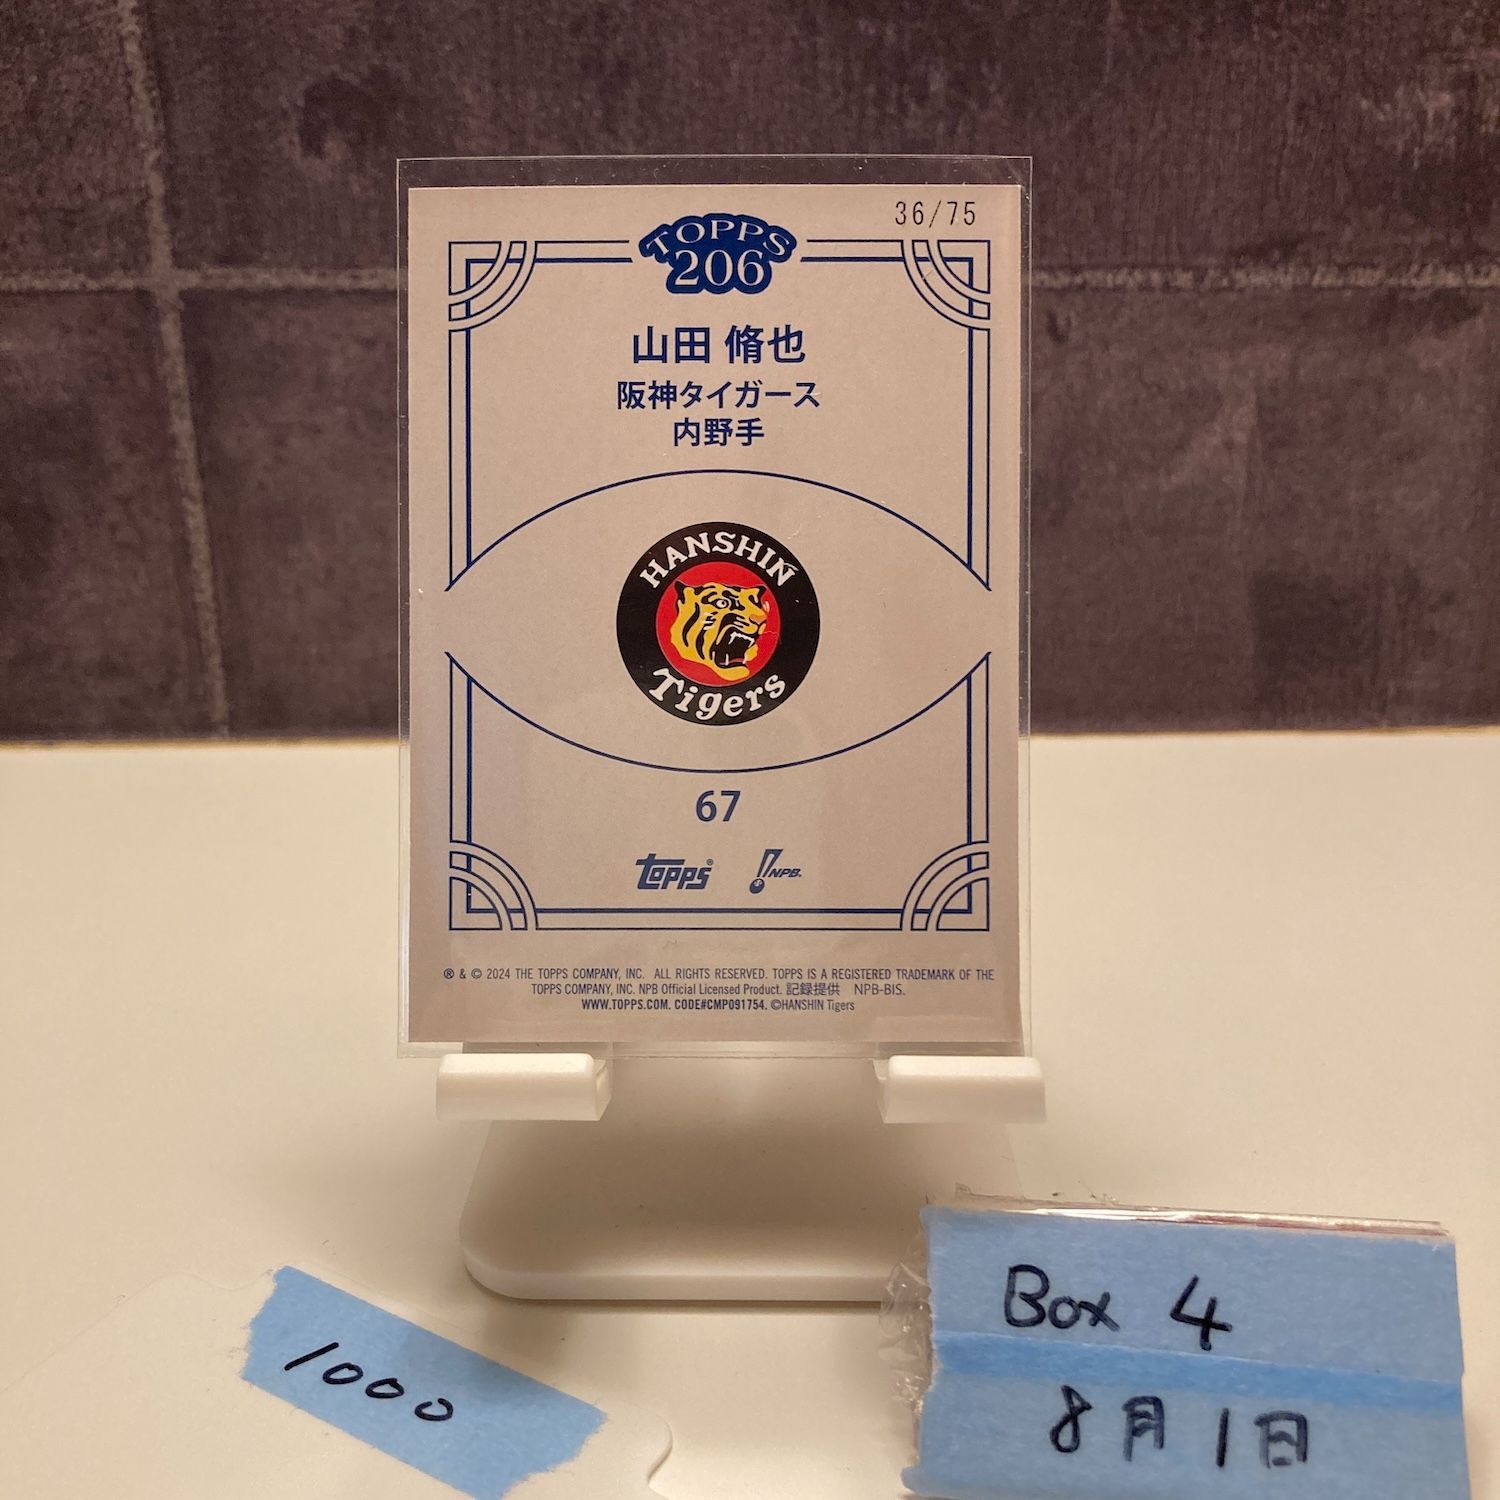 36/75
TOPPS
206
山田 脩也
阪神タイガース
内野手
HANSHIN
Tigers
67
Topps® NPB.
® & © 2024 THE TOPPS COMPANY, INC. ALL RIGHTS RESERVED. TOPPS IS A REGISTERED TRADEMARK OF THE
TOPPS COMPANY, INC. NPB Official Licensed Product. 記録提供 NPB-BIS.
WWW.TOPPS.COM. CODE#CMP091754. ©HANSHIN Tigers
1000
Box 4
8月1日